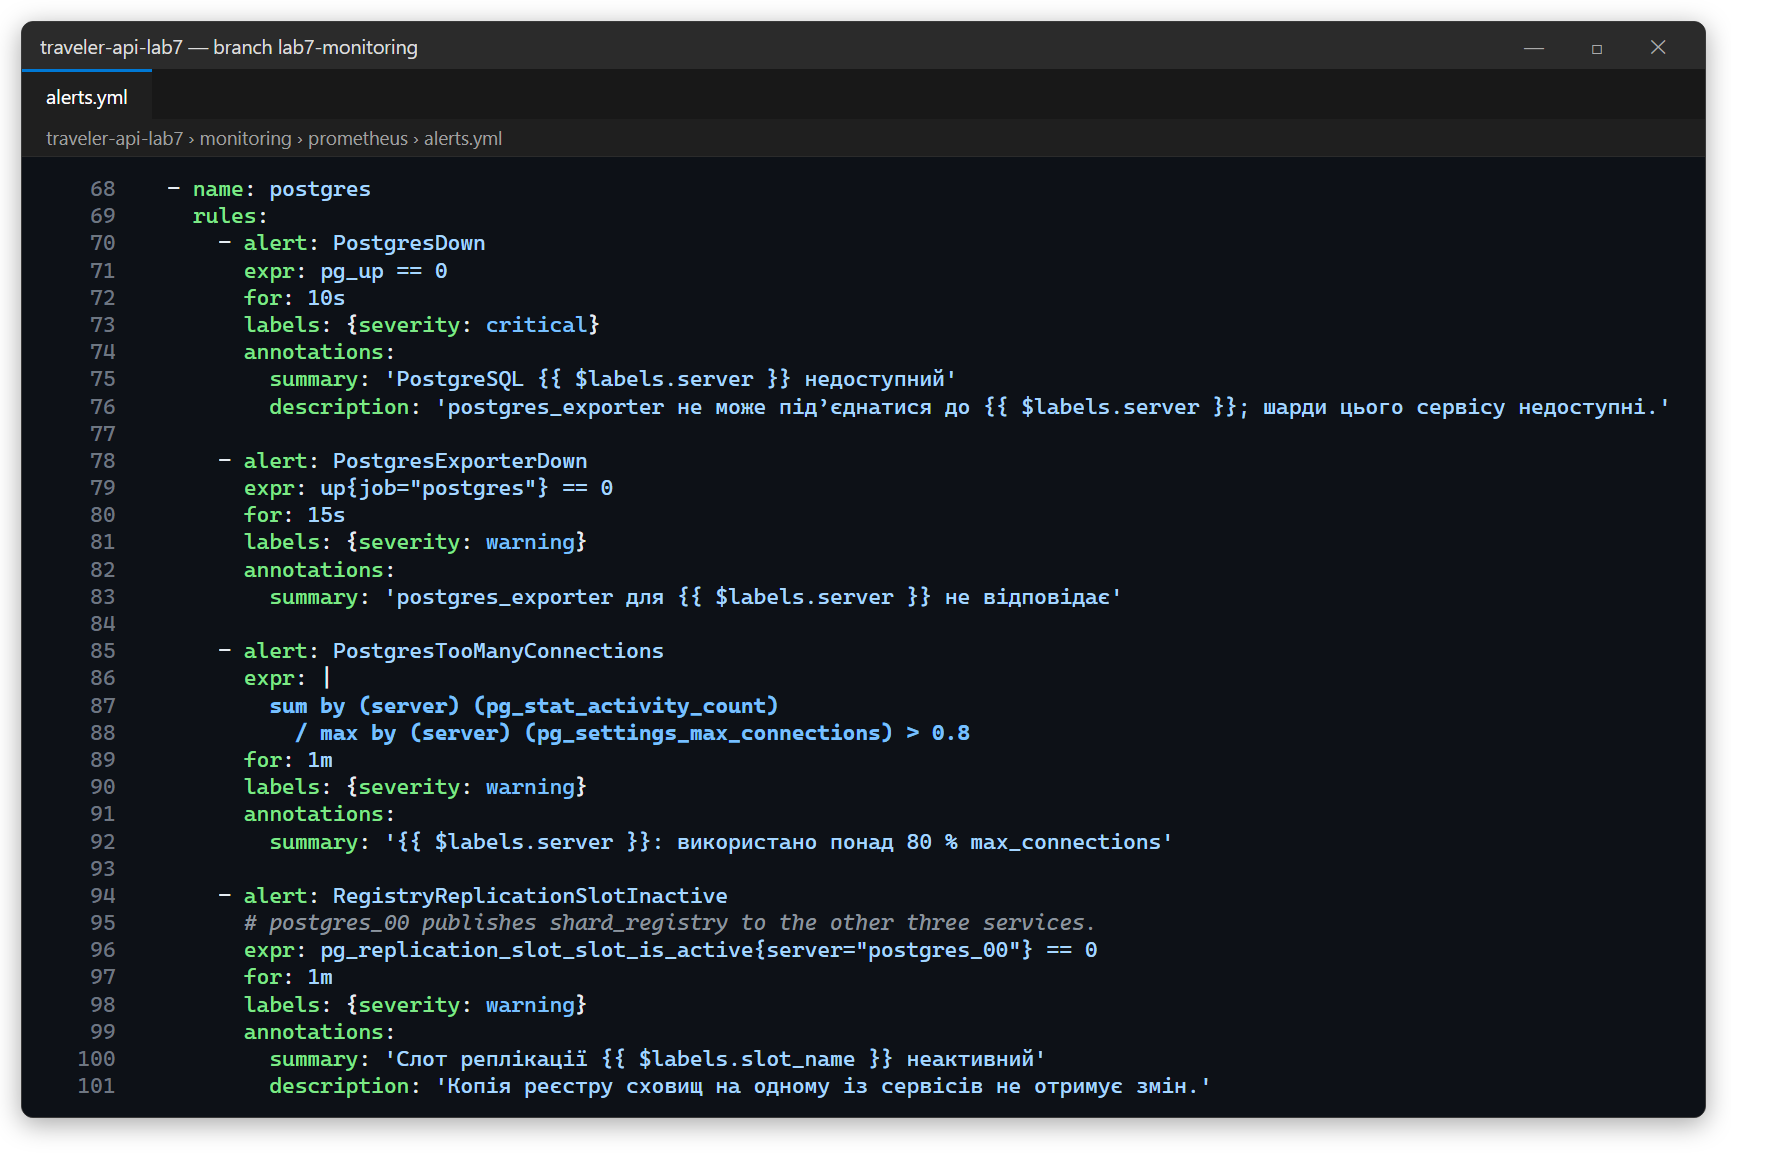 traveler-api-lab7 — branch lab7-monitoring
alerts.yml
traveler-api-lab7 › monitoring › prometheus › alerts.yml
68 - name: postgres
69 rules:
70 - alert: PostgresDown
71 expr: pg_up == 0
72 for: 10s
73 labels: {severity: critical}
74 annotations:
75 summary: 'PostgreSQL {{ $labels.server }} недоступний'
76 description: 'postgres_exporter не може під’єднатися до {{ $labels.server }}; шарди цього сервісу недоступні.'
77
78 - alert: PostgresExporterDown
79 expr: up{job="postgres"} == 0
80 for: 15s
81 labels: {severity: warning}
82 annotations:
83 summary: 'postgres_exporter для {{ $labels.server }} не відповідає'
84
85 - alert: PostgresTooManyConnections
86 expr: |
87 sum by (server) (pg_stat_activity_count)
88 / max by (server) (pg_settings_max_connections) > 0.8
89 for: 1m
90 labels: {severity: warning}
91 annotations:
92 summary: '{{ $labels.server }}: використано понад 80 % max_connections'
93
94 - alert: RegistryReplicationSlotInactive
95 # postgres_00 publishes shard_registry to the other three services.
96 expr: pg_replication_slot_slot_is_active{server="postgres_00"} == 0
97 for: 1m
98 labels: {severity: warning}
99 annotations:
100 summary: 'Слот реплікації {{ $labels.slot_name }} неактивний'
101 description: 'Копія реєстру сховищ на одному із сервісів не отримує змін.'